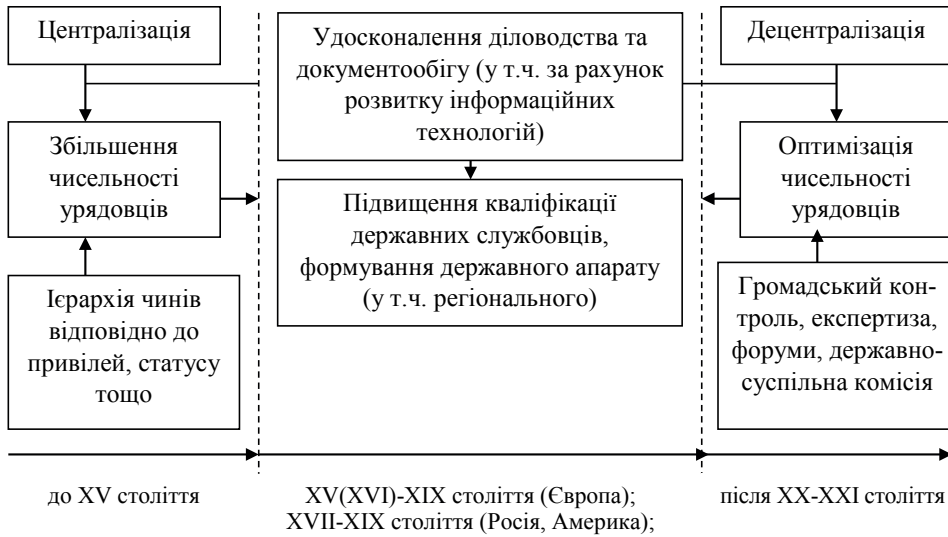 Централізація
Збільшення
чисельності
урядовців
Ієрархія чинів
відповідно до
привілей, статусу
тощо
Удосконалення діловодства та
документообігу (у т.ч. за рахунок
розвитку інформаційних
технологій)
Підвищення кваліфікації
державних службовців,
формування державного апарату
(у т.ч. регіонального)
Децентралізація
Оптимізація
чисельності
урядовців
Громадський кон-
троль, експертиза,
форуми, державно-
суспільна комісія
до XV століття
XV(XVI)-XIX століття (Європа);
XVII-XIX століття (Росія, Америка);
після XX-XXI століття